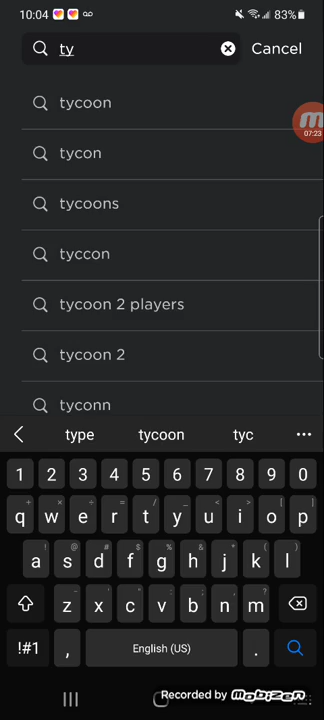 10:04 83%
ty Cancel
tycoon
07:23
tycon
tycoons
tyccon
tycoon 2 players
tycoon 2
tyconn
type tycoon tyc ...
1 2 3 4 5 6 7 8 9 0
q w e r t y u i o p
a s d f g h j k l
z x c v b n m
!#1 , English (US) .
Recorded by mobizen